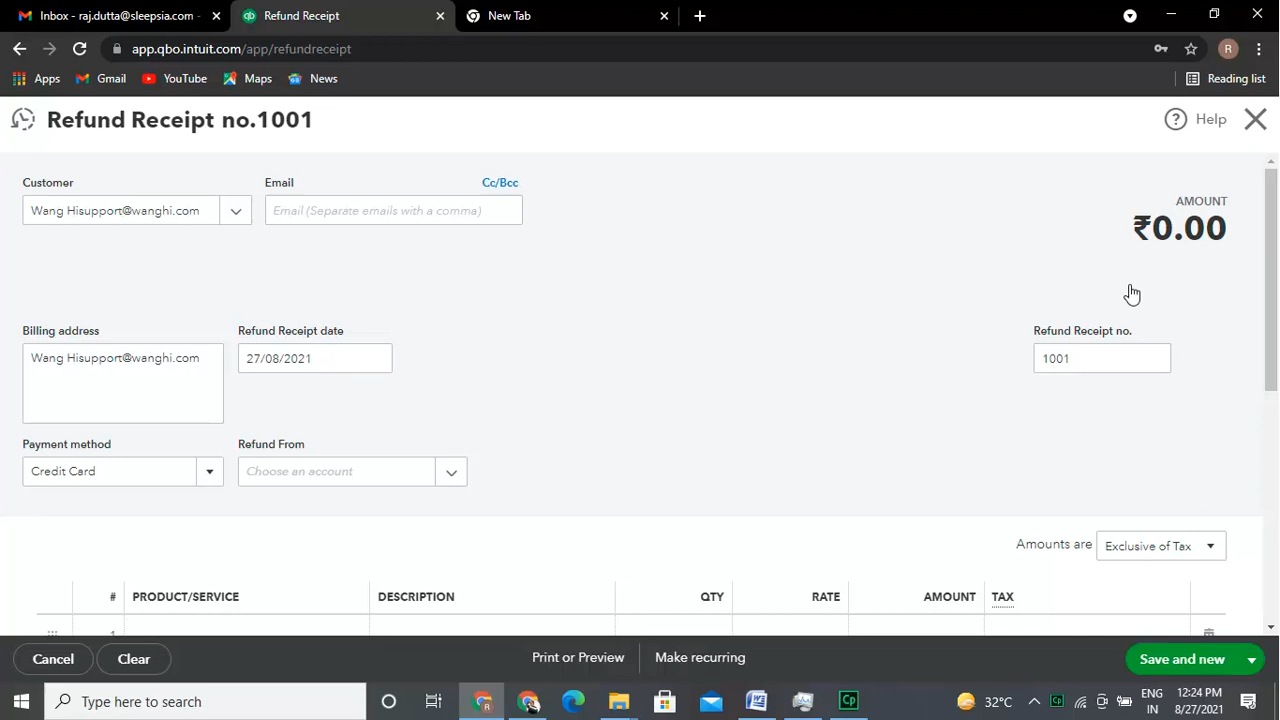 Inbox - raj.dutta@sleepsia.com - Refund Receipt New Tab
app.qbo.intuit.com/app/refundreceipt R
Apps Gmail YouTube Maps News Reading list
Refund Receipt no.1001 Help
Customer Email Cc/Bcc
Wang Hisupport@wanghi.com Email (Separate emails with a comma)
AMOUNT
₹0.00
Billing address Refund Receipt date Refund Receipt no.
Wang Hisupport@wanghi.com 27/08/2021 1001
Payment method Refund From
Credit Card Choose an account
Amounts are Exclusive of Tax
# PRODUCT/SERVICE DESCRIPTION QTY RATE AMOUNT TAX
1
Cancel Clear Print or Preview Make recurring Save and new
Type here to search 32°C ENG IN 12:24 PM 8/27/2021